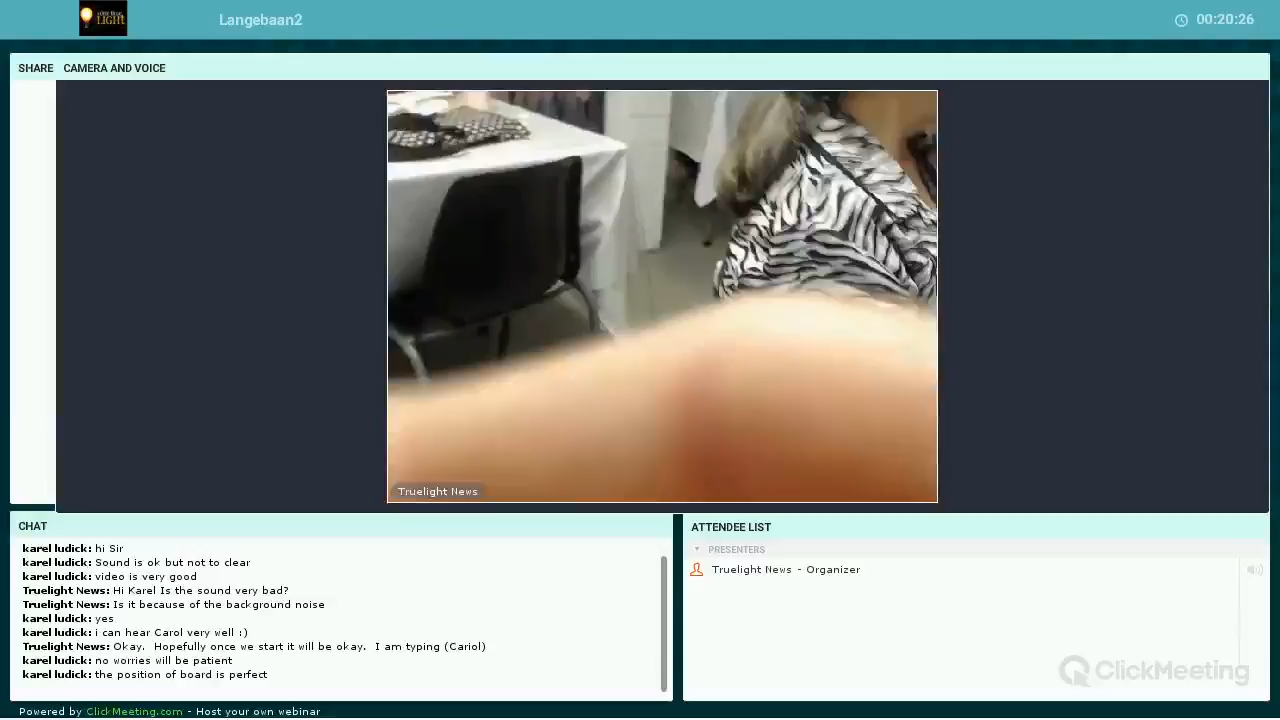 LIGHT
Langebaan2
00:20:26
SHARE CAMERA AND VOICE
Truelight News
CHAT
karel ludick: hi Sir
karel ludick: Sound is ok but not to clear
karel ludick: video is very good
Truelight News: Hi Karel Is the sound very bad?
Truelight News: Is it because of the background noise
karel ludick: yes
karel ludick: i can hear Carol very well :)
Truelight News: Okay. Hopefully once we start it will be okay. I am typing (Cariol)
karel ludick: no worries will be patient
karel ludick: the position of board is perfect
ATTENDEE LIST
PRESENTERS
Truelight News - Organizer
ClickMeeting
Powered by ClickMeeting.com - Host your own webinar